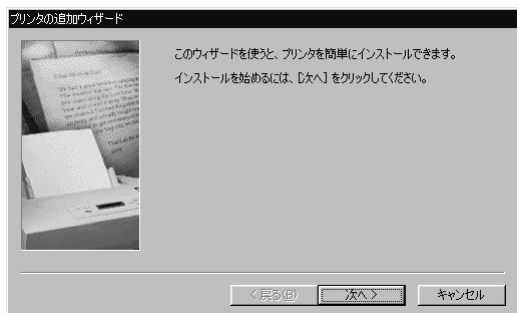 プリンタの追加ウィザード
このウィザードを使うと、プリンタを簡単にインストールできます。
インストールを始めるには、[次へ] をクリックしてください。
< 戻る(B)
次へ >
キャンセル